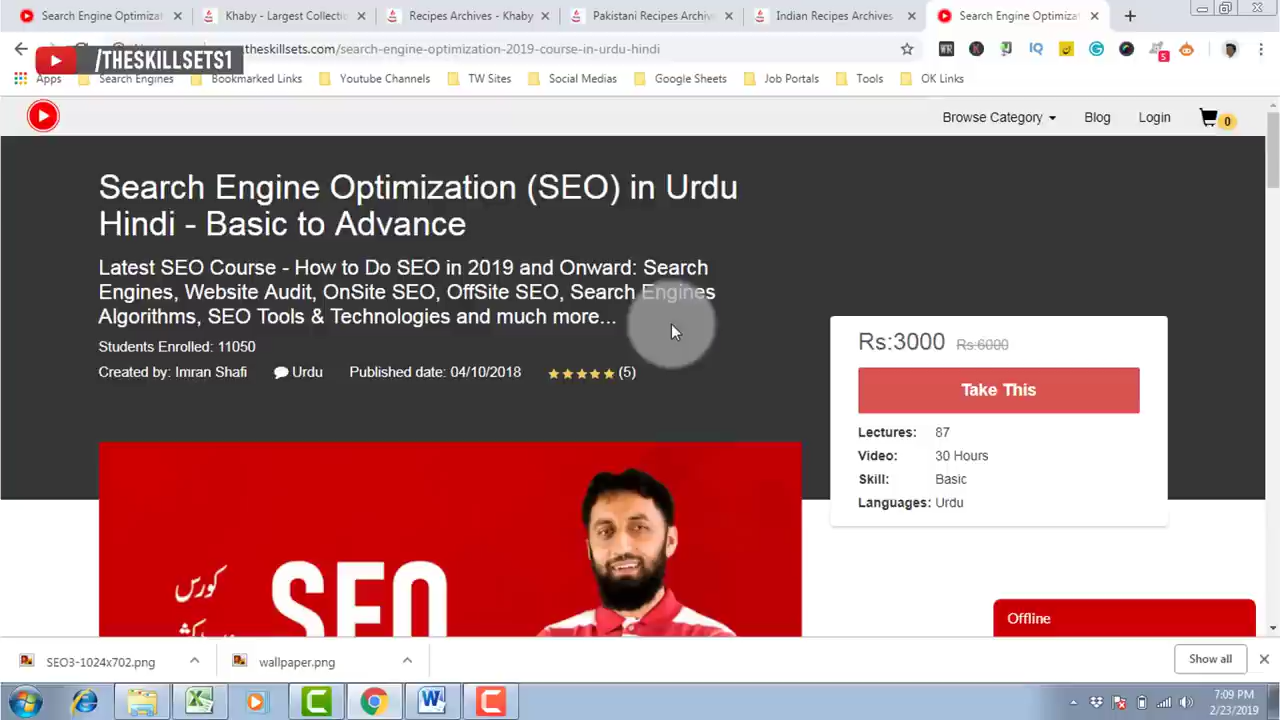 Search Engine Optimizati
Khaby - Largest Collecti
Recipes Archives - Khaby
Pakistani Recipes Archiv
Indian Recipes Archives
Search Engine Optimizat
/THESKILLSETS1
theskillsets.com/search-engine-optimization-2019-course-in-urdu-hindi
Apps
Search Engines
Bookmarked Links
Youtube Channels
TW Sites
Social Medias
Google Sheets
Job Portals
Tools
OK Links
Browse Category
Blog
Login
0
Search Engine Optimization (SEO) in Urdu
Hindi - Basic to Advance
Latest SEO Course - How to Do SEO in 2019 and Onward: Search
Engines, Website Audit, OnSite SEO, OffSite SEO, Search Engines
Algorithms, SEO Tools & Technologies and much more...
Students Enrolled: 11050
Created by: Imran Shafi
Urdu
Published date: 04/10/2018
(5)
Rs:3000 Rs:6000
Take This
Lectures: 87
Video: 30 Hours
Skill: Basic
Languages: Urdu
کورس
SEO
Offline
SEO3-1024x702.png
wallpaper.png
Show all
7:09 PM
2/23/2019